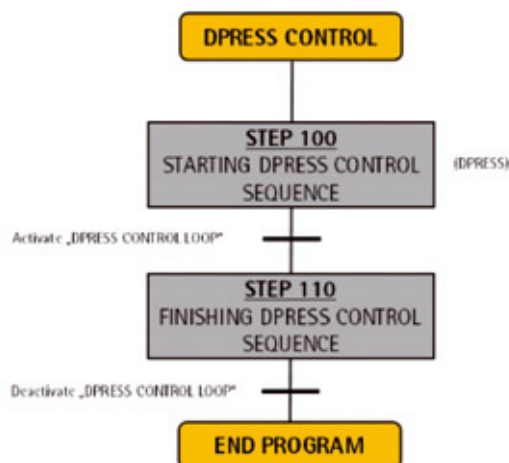 DPRESS CONTROL
STEP 100
STARTING DPRESS CONTROL
SEQUENCE
(DPRESS)
Activate „DPRESS CONTROL LOOP“
STEP 110
FINISHING DPRESS CONTROL
SEQUENCE
Deactivate „DPRESS CONTROL LOOP“
END PROGRAM